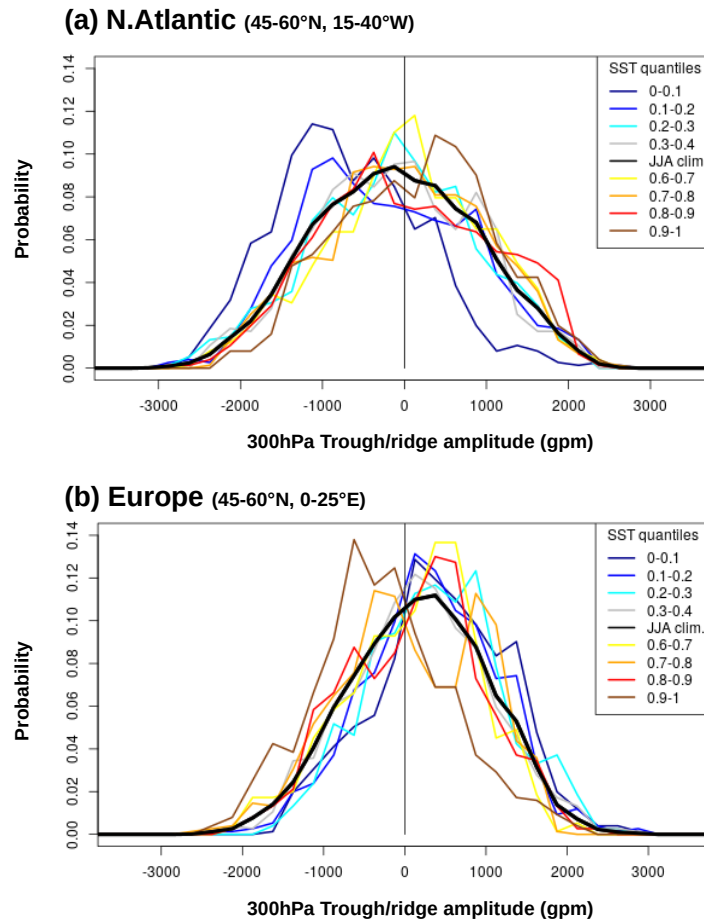 (a) N.Atlantic (45-60°N, 15-40°W)
Probability
0.00 0.02 0.04 0.06 0.08 0.10 0.12 0.14
SST quantiles
0-0.1
0.1-0.2
0.2-0.3
0.3-0.4
JJA clim.
0.6-0.7
0.7-0.8
0.8-0.9
0.9-1
-3000 -2000 -1000 0 1000 2000 3000
300hPa Trough/ridge amplitude (gpm)
(b) Europe (45-60°N, 0-25°E)
Probability
0.00 0.02 0.04 0.06 0.08 0.10 0.12 0.14
SST quantiles
0-0.1
0.1-0.2
0.2-0.3
0.3-0.4
JJA clim.
0.6-0.7
0.7-0.8
0.8-0.9
0.9-1
-3000 -2000 -1000 0 1000 2000 3000
300hPa Trough/ridge amplitude (gpm)